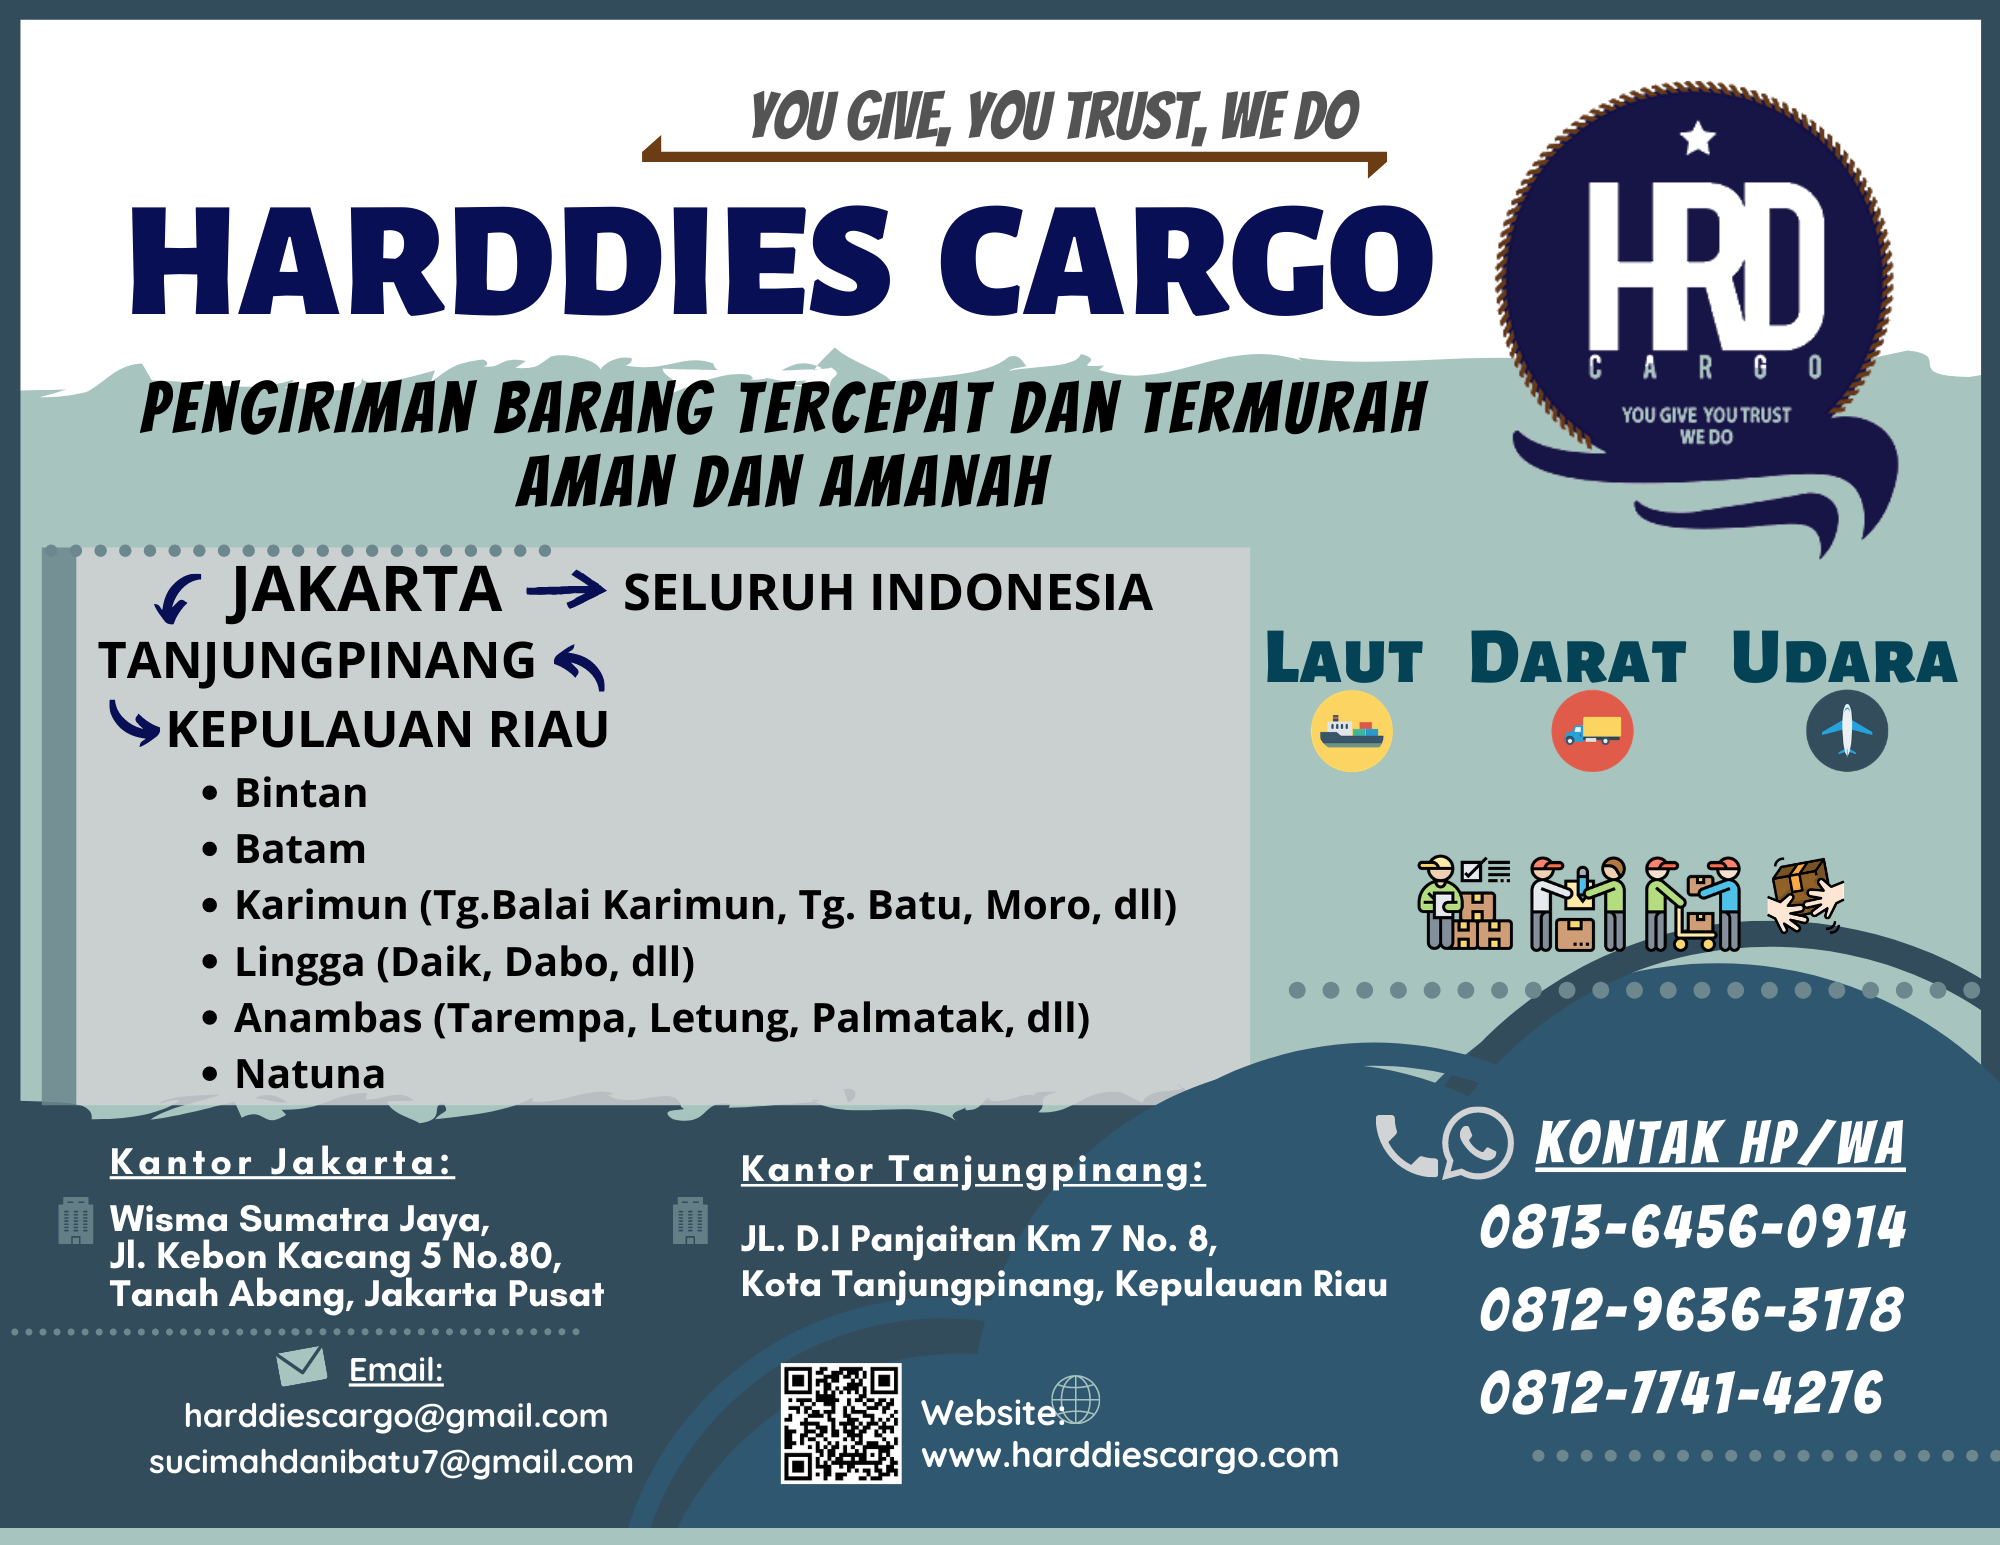 YOU GIVE, YOU TRUST, WE DO
HARDDIES CARGO
HRD
CARGO
YOU GIVE YOU TRUST
WE DO
PENGIRIMAN BARANG TERCEPAT DAN TERMURAH
AMAN DAN AMANAH
JAKARTA
SELURUH INDONESIA
TANJUNGPINANG
KEPULAUAN RIAU
• Bintan
• Batam
• Karimun (Tg.Balai Karimun, Tg. Batu, Moro, dll)
• Lingga (Daik, Dabo, dll)
• Anambas (Tarempa, Letung, Palmatak, dll)
• Natuna
LAUT DARAT UDARA
Kantor Jakarta:
Wisma Sumatra Jaya,
Jl. Kebon Kacang 5 No.80,
Tanah Abang, Jakarta Pusat
Kantor Tanjungpinang:
JL. D.I Panjaitan Km 7 No. 8,
Kota Tanjungpinang, Kepulauan Riau
KONTAK HP/WA
0813-6456-0914
0812-9636-3178
0812-7741-4276
Email:
harddiescargo@gmail.com
sucimahdanibatu7@gmail.com
Website:
www.harddiescargo.com